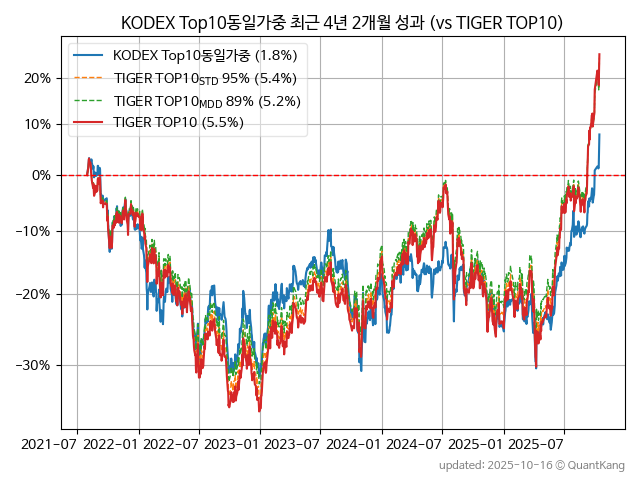 KODEX Top10동일가중 최근 4년 2개월 성과 (vs TIGER TOP10)
KODEX Top10동일가중 (1.8%)
TIGER TOP10STD 95% (5.4%)
TIGER TOP10MDD 89% (5.2%)
TIGER TOP10 (5.5%)
20%
10%
0%
-10%
-20%
-30%
2021-07 2022-01 2022-07 2023-01 2023-07 2024-01 2024-07 2025-01 2025-07
updated: 2025-10-16 © QuantKang